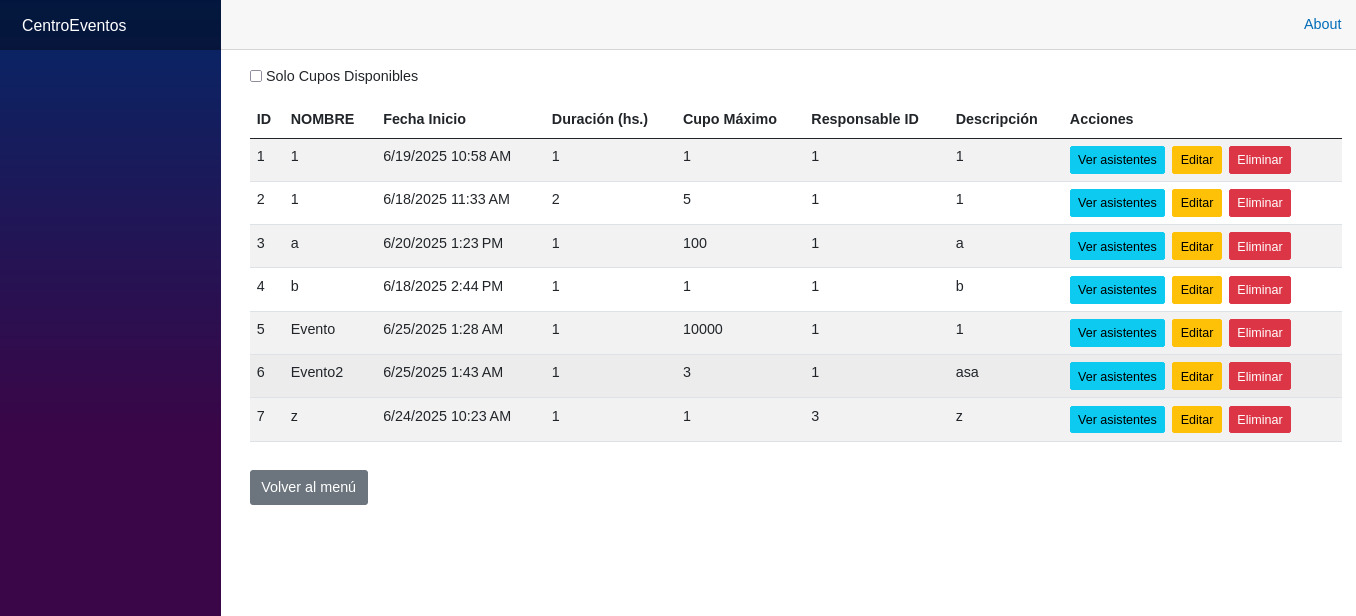 CentroEventos
About
Solo Cupos Disponibles
ID NOMBRE Fecha Inicio Duración (hs.) Cupo Máximo Responsable ID Descripción Acciones
1 1 6/19/2025 10:58 AM 1 1 1 1 Ver asistentes Editar Eliminar
2 1 6/18/2025 11:33 AM 2 5 1 1 Ver asistentes Editar Eliminar
3 a 6/20/2025 1:23 PM 1 100 1 a Ver asistentes Editar Eliminar
4 b 6/18/2025 2:44 PM 1 1 1 b Ver asistentes Editar Eliminar
5 Evento 6/25/2025 1:28 AM 1 10000 1 1 Ver asistentes Editar Eliminar
6 Evento2 6/25/2025 1:43 AM 1 3 1 asa Ver asistentes Editar Eliminar
7 z 6/24/2025 10:23 AM 1 1 3 z Ver asistentes Editar Eliminar
Volver al menú